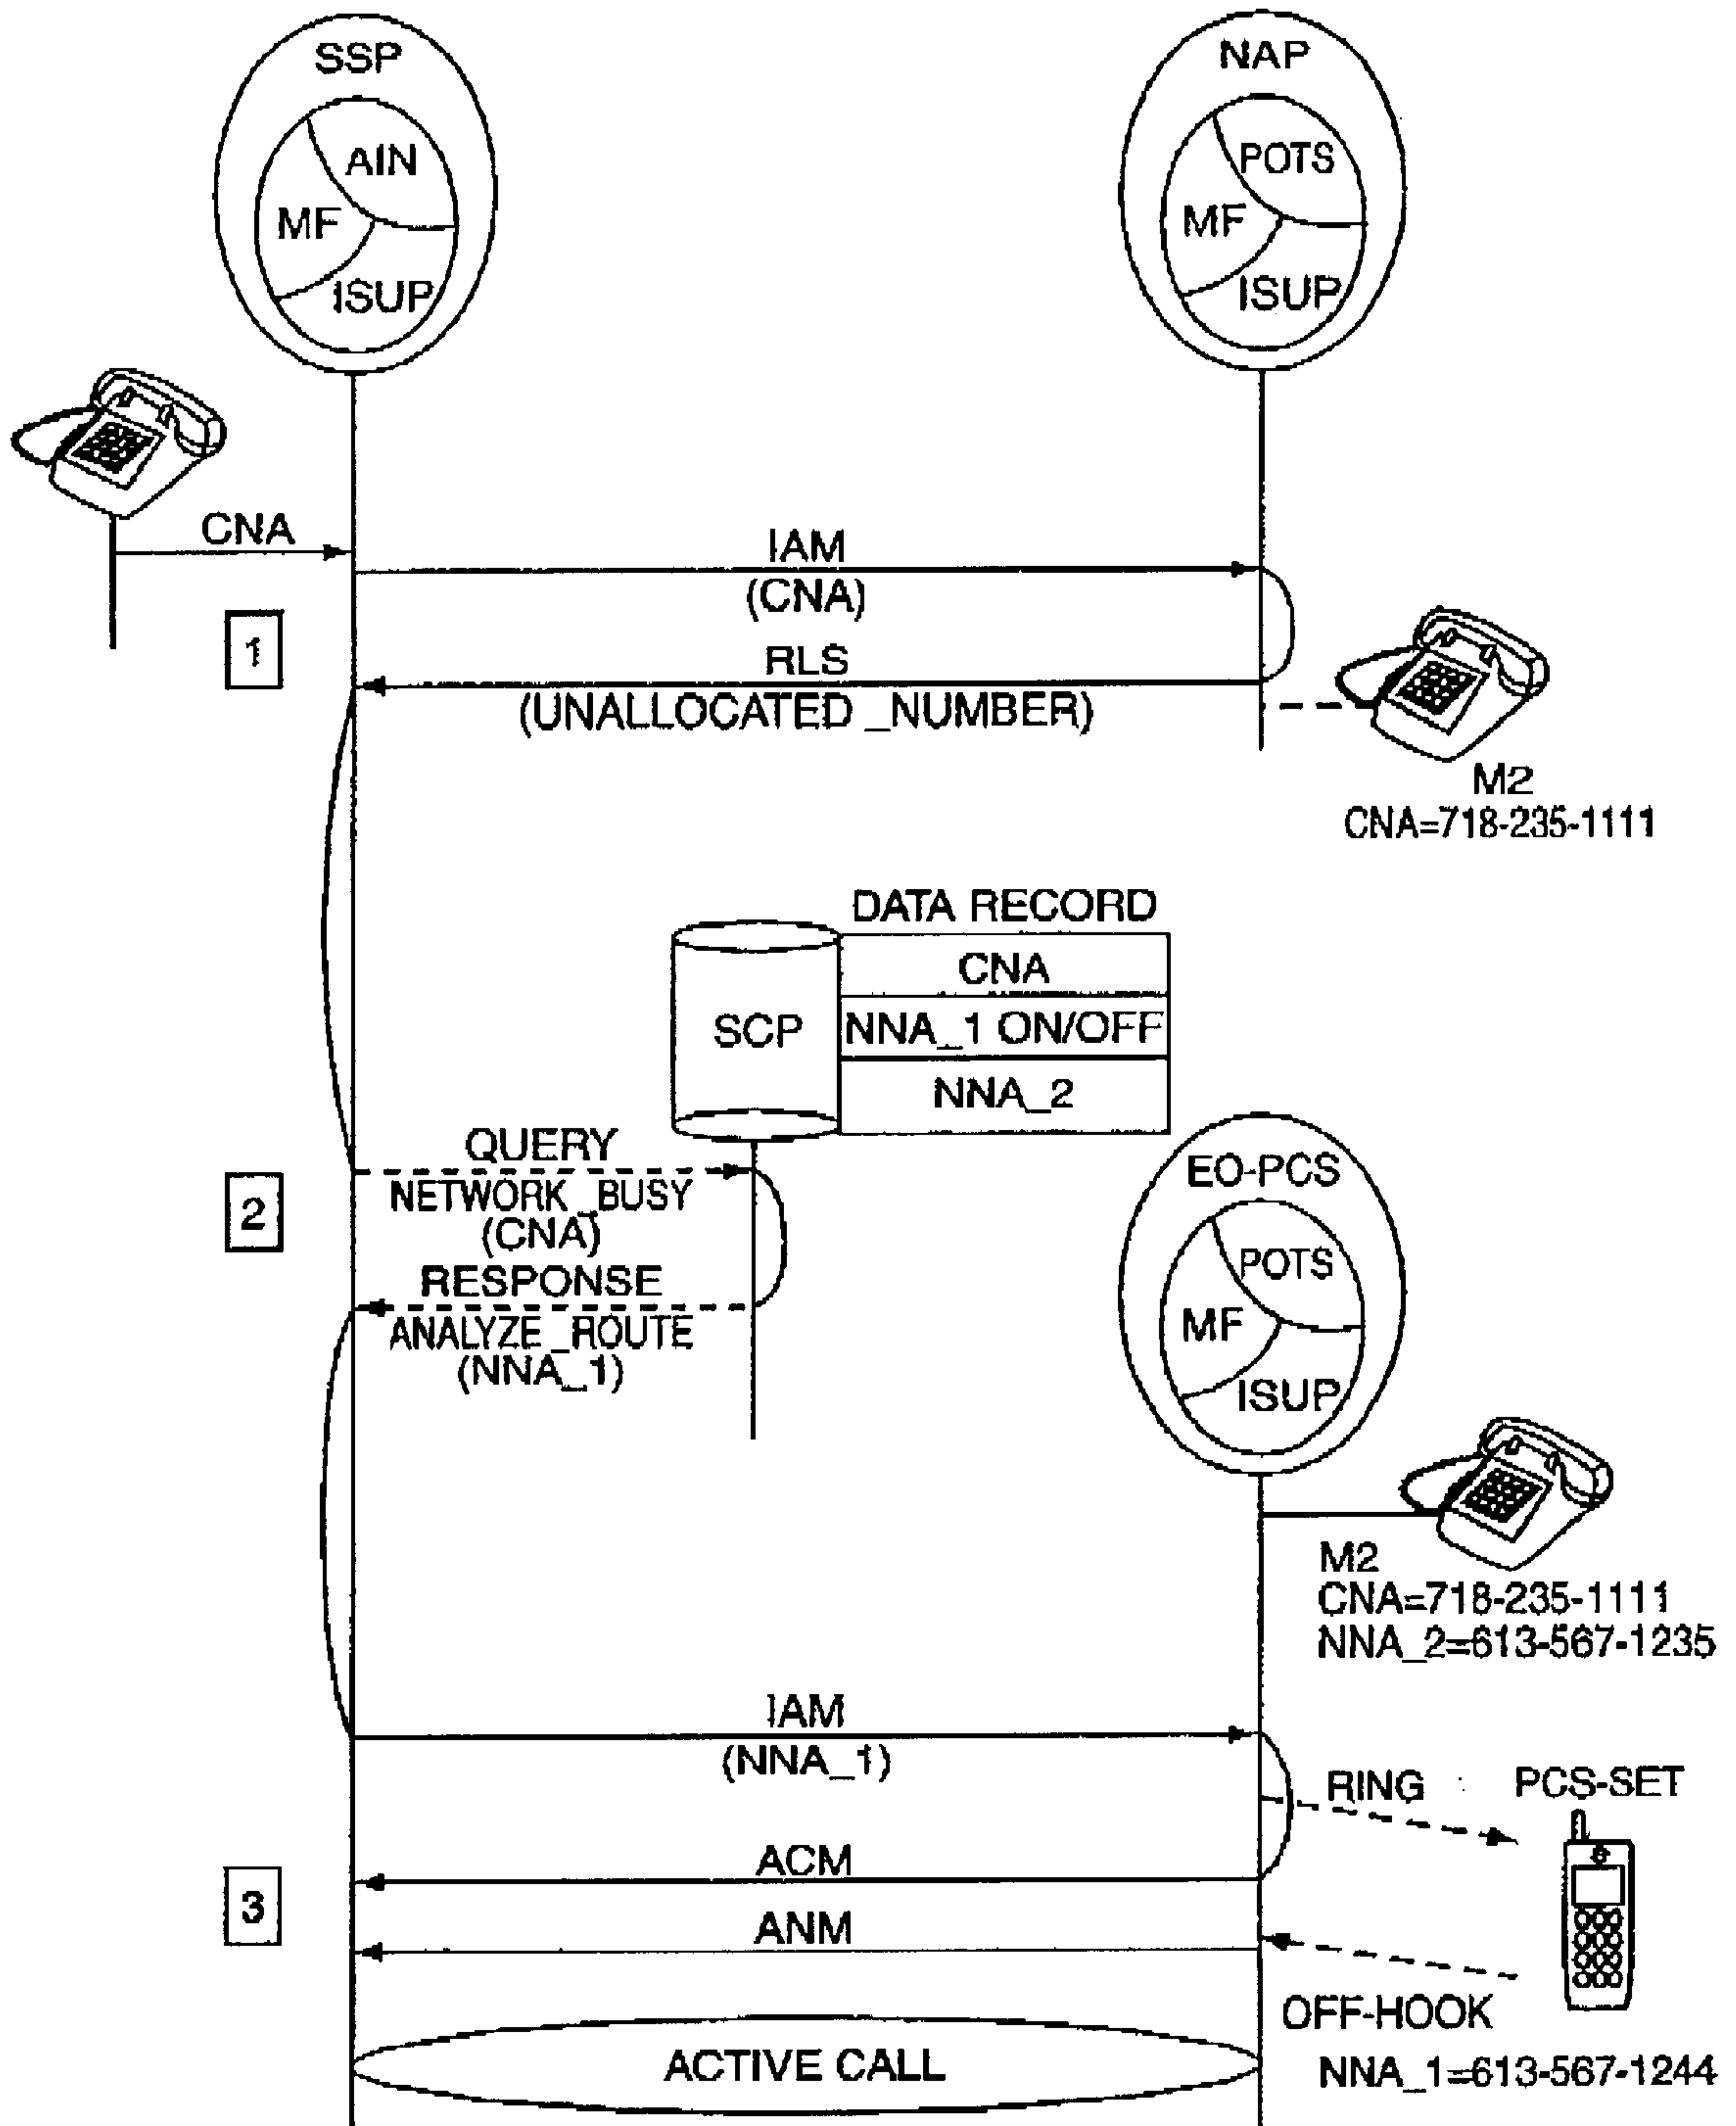 SSP
AIN
MF
ISUP
NAP
POTS
MF
ISUP
CNA
IAM
(CNA)
1
RLS
(UNALLOCATED_NUMBER)
M2
CNA=718-235-1111
DATA RECORD
SCP
CNA
NNA_1 ON/OFF
NNA_2
2
QUERY
NETWORK_BUSY
(CNA)
RESPONSE
ANALYZE_ROUTE
(NNA_1)
EO-PCS
POTS
MF
ISUP
M2
CNA=718-235-1111
NNA_2=613-567-1235
IAM
(NNA_1)
RING
PCS-SET
3
ACM
ANM
OFF-HOOK
ACTIVE CALL
NNA_1=613-567-1244